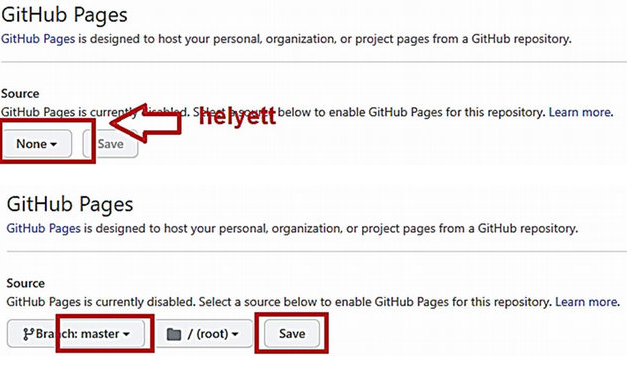 GitHub Pages
GitHub Pages is designed to host your personal, organization, or project pages from a GitHub repository.
Source
GitHub Pages is currently disabled. Select a source below to enable GitHub Pages for this repository. Learn more.
helyett
None Save
GitHub Pages
GitHub Pages is designed to host your personal, organization, or project pages from a GitHub repository.
Source
GitHub Pages is currently disabled. Select a source below to enable GitHub Pages for this repository. Learn more.
Branch: master / (root) Save